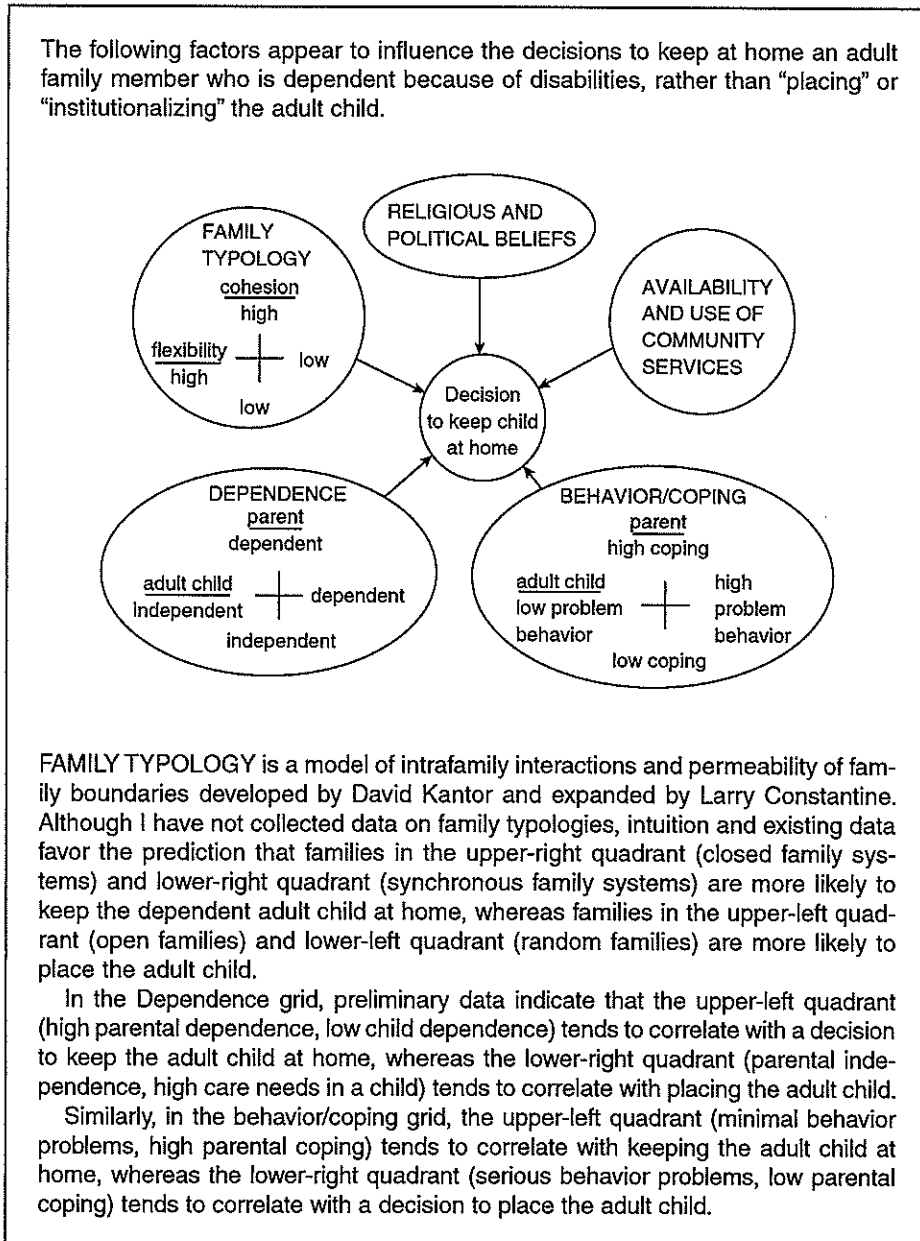 The following factors appear to influence the decisions to keep at home an adult
family member who is dependent because of disabilities, rather than “placing” or
“institutionalizing” the adult child.
FAMILY
TYPOLOGY
cohesion
high
flexibility
high
low
low
RELIGIOUS AND
POLITICAL BELIEFS
AVAILABILITY
AND USE OF
COMMUNITY
SERVICES
Decision
to keep child
at home
DEPENDENCE
parent
dependent
adult child
independent
dependent
independent
BEHAVIOR/COPING
parent
high coping
adult child
low problem
behavior
high
problem
behavior
low coping
FAMILY TYPOLOGY is a model of intrafamily interactions and permeability of fam-
ily boundaries developed by David Kantor and expanded by Larry Constantine.
Although I have not collected data on family typologies, intuition and existing data
favor the prediction that families in the upper-right quadrant (closed family sys-
tems) and lower-right quadrant (synchronous family systems) are more likely to
keep the dependent adult child at home, whereas families in the upper-left quad-
rant (open families) and lower-left quadrant (random families) are more likely to
place the adult child.
In the Dependence grid, preliminary data indicate that the upper-left quadrant
(high parental dependence, low child dependence) tends to correlate with a decision
to keep the adult child at home, whereas the lower-right quadrant (parental inde-
pendence, high care needs in a child) tends to correlate with placing the adult child.
Similarly, in the behavior/coping grid, the upper-left quadrant (minimal behavior
problems, high parental coping) tends to correlate with keeping the adult child at
home, whereas the lower-right quadrant (serious behavior problems, low parental
coping) tends to correlate with a decision to place the adult child.